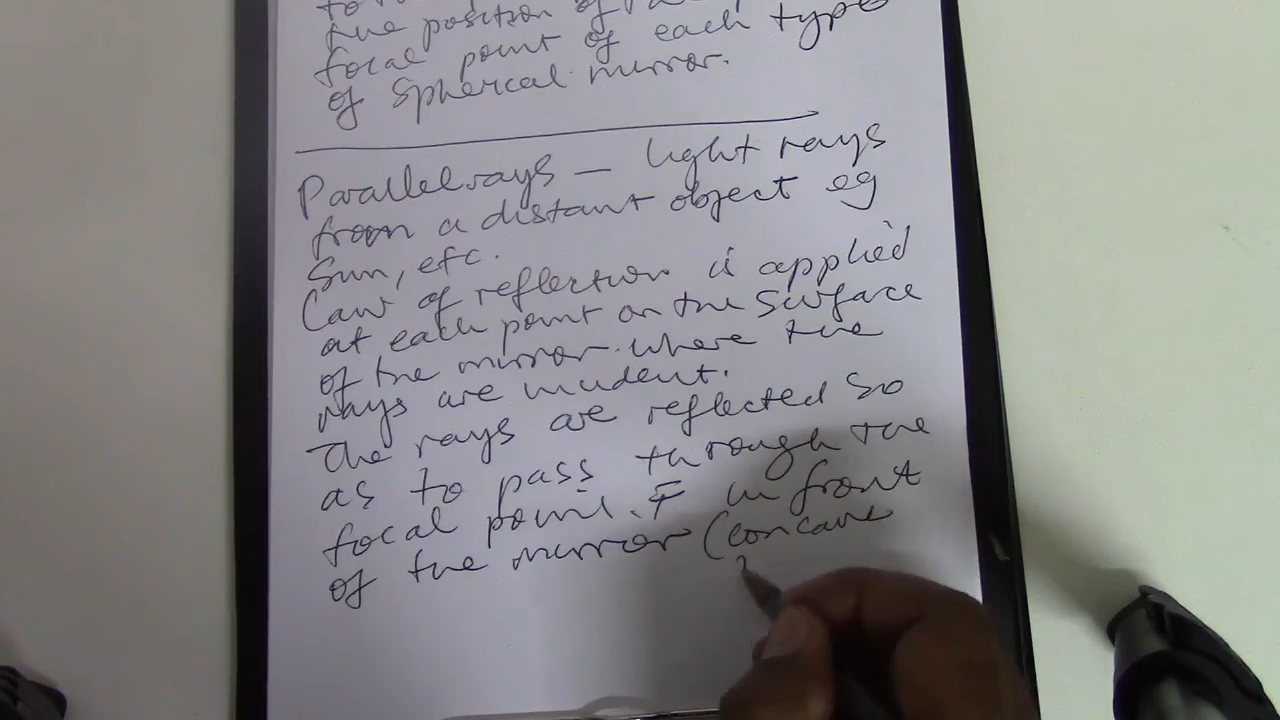 the position of
focal point of each type
of spherical mirror.
Parallel rays – light rays
from a distant object eg
Sun, etc.
Law of reflection is applied
at each point on the surface
of the mirror where the
rays are incident.
The rays are reflected so
as to pass through the
focal point F in front
of the mirror (concave